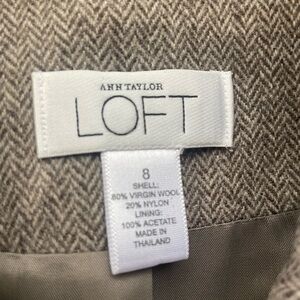 ANN TAYLOR
LOFT
8
SHELL:
80% VIRGIN WOOL
20% NYLON
LINING:
100% ACETATE
MADE IN
THAILAND